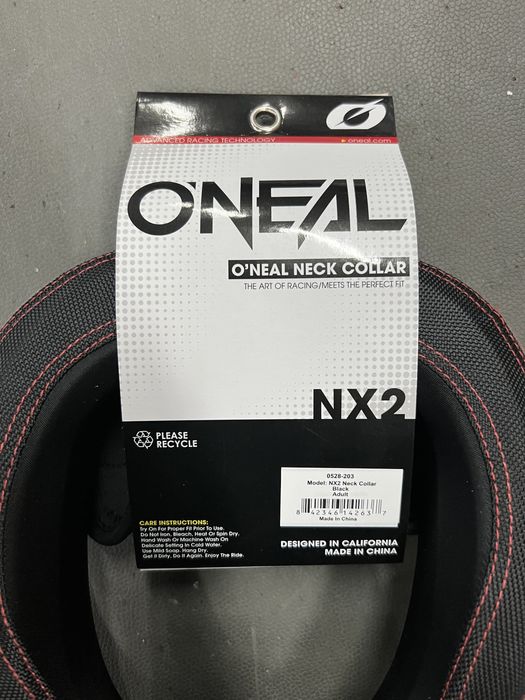 ADVANCED RACING TECHNOLOGY
oneal.com
O'NEAL
O'NEAL NECK COLLAR
THE ART OF RACING/MEETS THE PERFECT FIT
NX2
PLEASE
RECYCLE
0528-203
Model: NX2 Neck Collar
Black
Adult
8 42346 14263 7
Made In China
CARE INSTRUCTIONS:
Try On For Proper Fit Prior To Use.
Do Not Iron, Bleach, Heat Or Spin Dry.
Hand Wash Or Machine Wash On
Delicate Setting In Cold Water.
Use Mild Soap. Hang Dry.
Get it Dirty, Do it Again. Enjoy The Ride.
DESIGNED IN CALIFORNIA
MADE IN CHINA